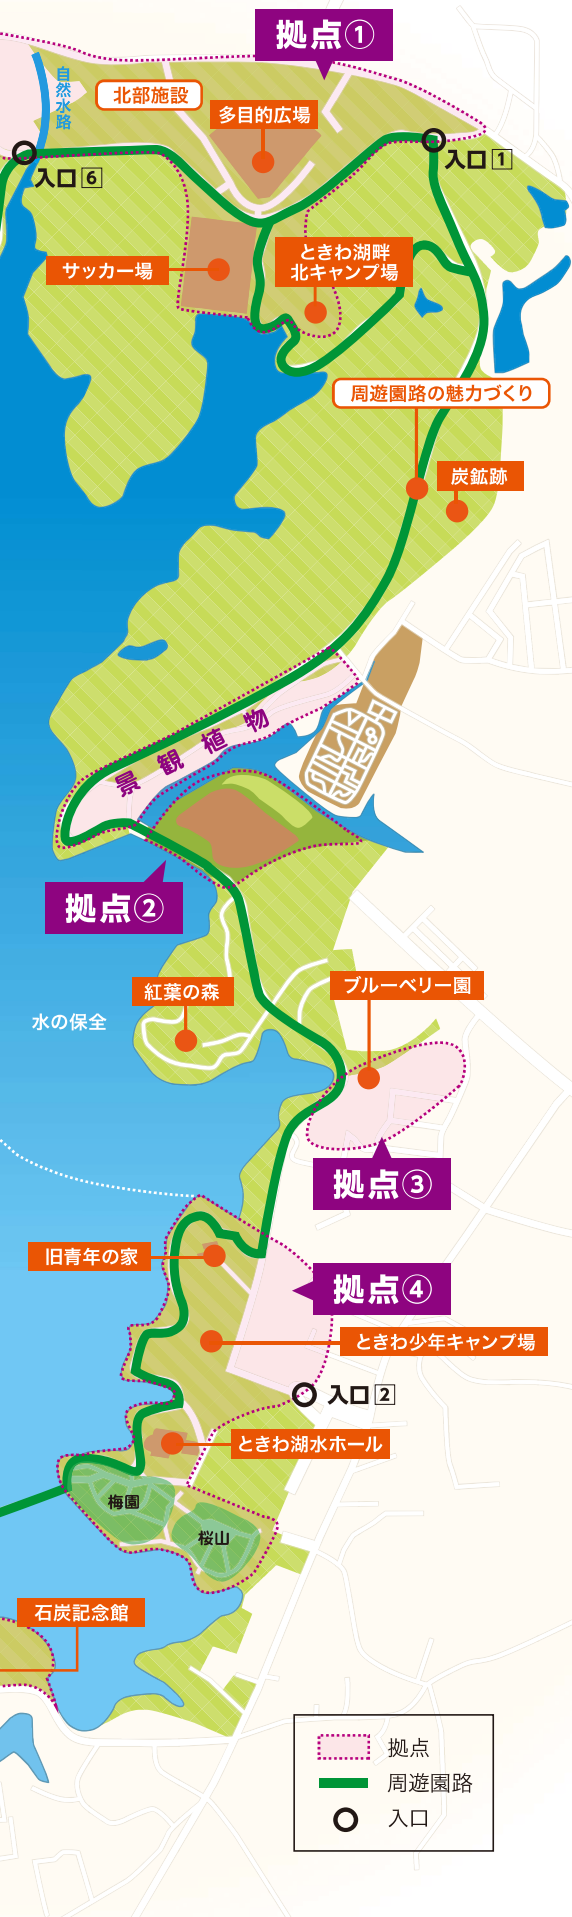 拠点①
自然水路
北部施設
多目的広場
入口1
入口6
ときわ湖畔
北キャンプ場
サッカー場
周遊園路の魅力づくり
炭鉱跡
景観植物
拠点②
紅葉の森
ブルーベリー園
水の保全
拠点③
旧青年の家
拠点④
ときわ少年キャンプ場
入口2
ときわ湖水ホール
梅園
桜山
石炭記念館
拠点
周遊園路
入口